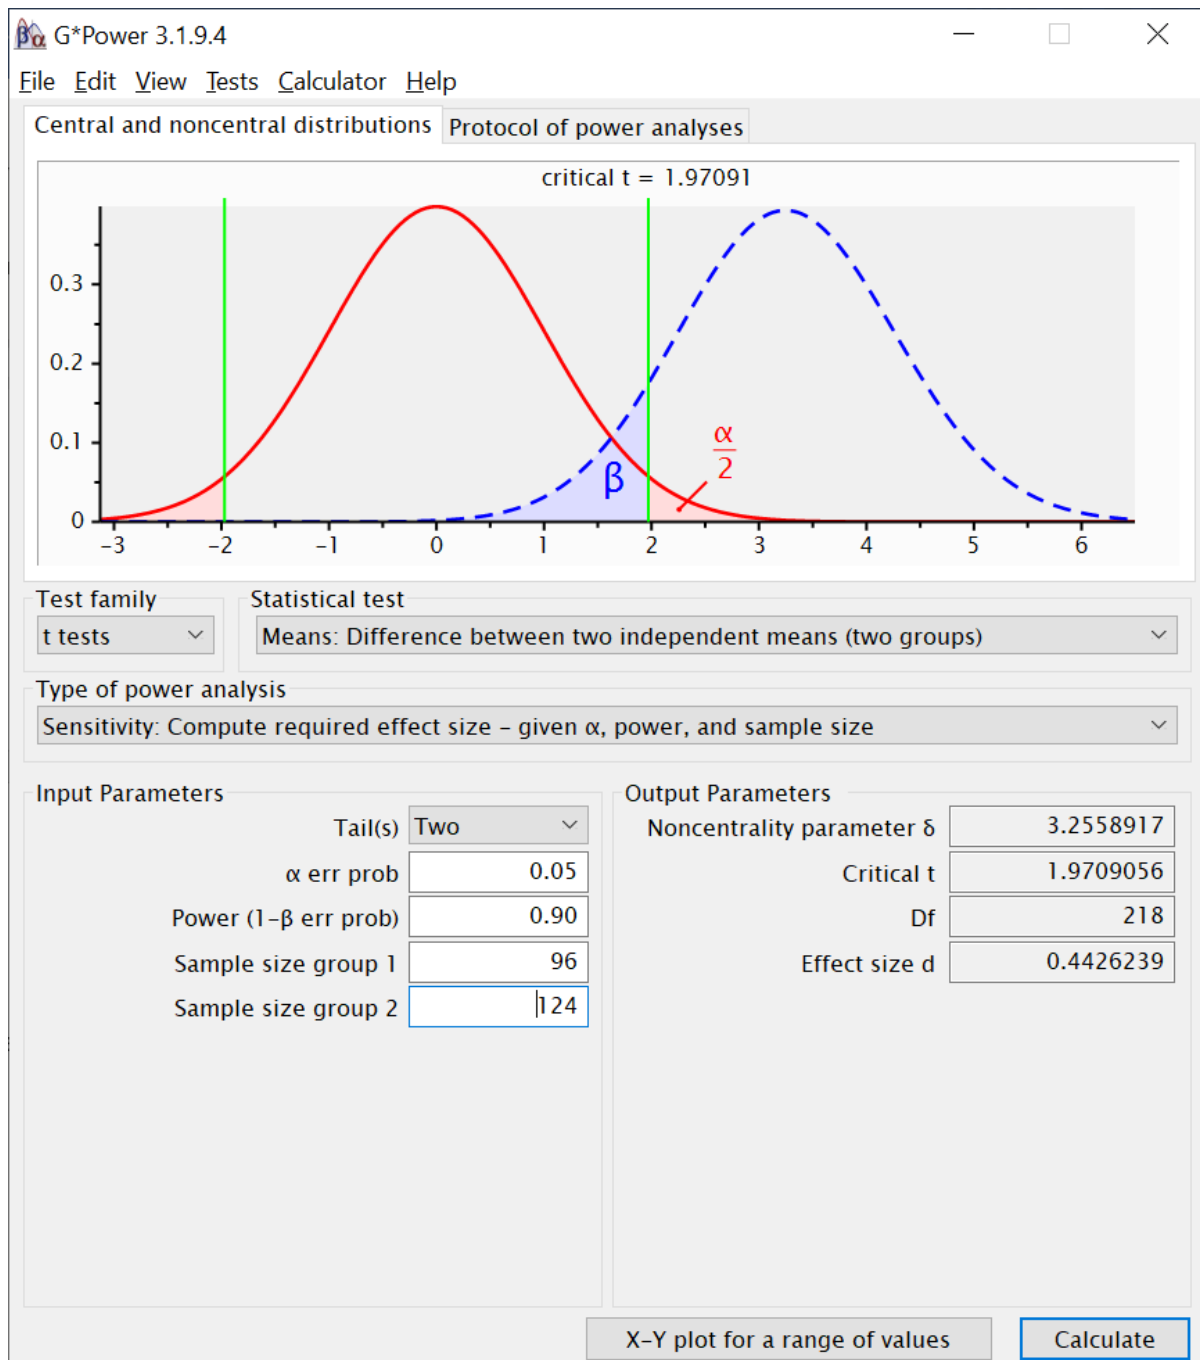 G*Power 3.1.9.4
File Edit View Tests Calculator Help
Central and noncentral distributions Protocol of power analyses
critical t = 1.97091
0.3
0.2
0.1
0
α
2
β
-3 -2 -1 0 1 2 3 4 5 6
Test family Statistical test
t tests Means: Difference between two independent means (two groups)
Type of power analysis
Sensitivity: Compute required effect size – given α, power, and sample size
Input Parameters Output Parameters
Tail(s) Two Noncentrality parameter δ 3.2558917
α err prob 0.05 Critical t 1.9709056
Power (1-β err prob) 0.90 Df 218
Sample size group 1 96 Effect size d 0.4426239
Sample size group 2 124
X-Y plot for a range of values Calculate